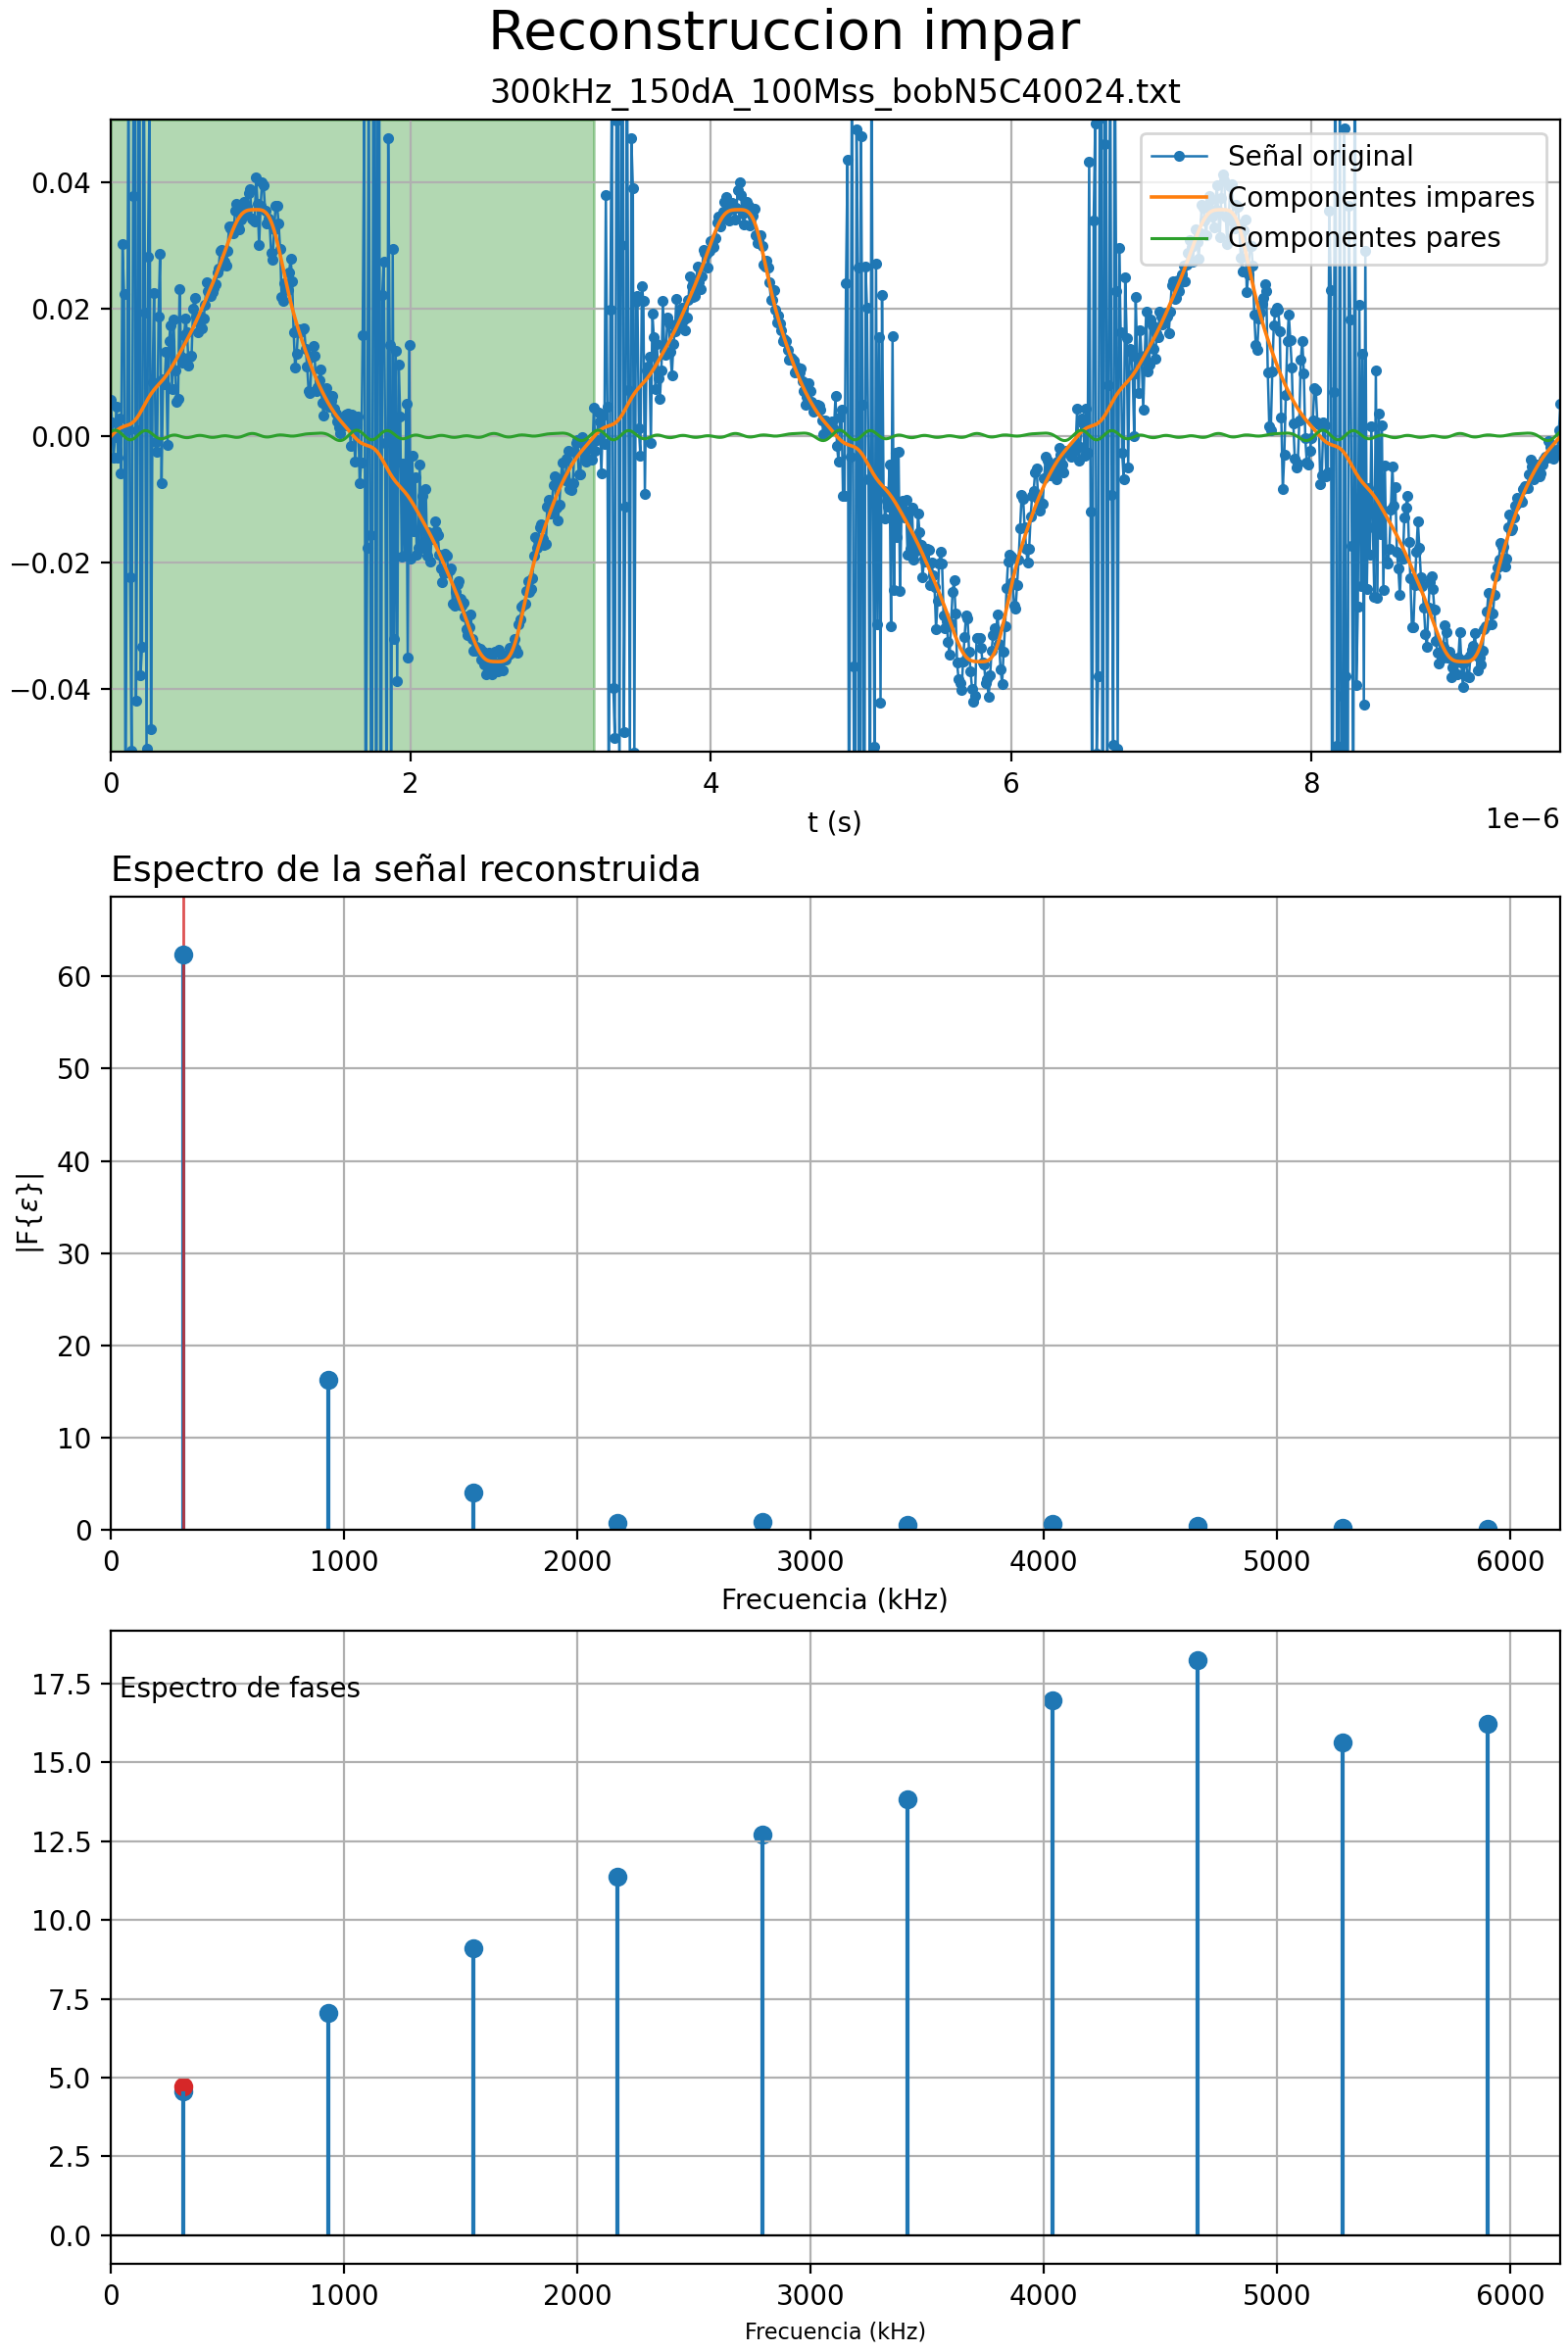 Reconstruccion impar
300kHz_150dA_100Mss_bobN5C40024.txt
Señal original
Componentes impares
Componentes pares
0.04
0.02
0.00
−0.02
−0.04
0 2 4 6 8
1e−6
t (s)
Espectro de la señal reconstruida
60
50
40
30
20
10
0
|F{ε}|
0 1000 2000 3000 4000 5000 6000
Frecuencia (kHz)
Espectro de fases
17.5
15.0
12.5
10.0
7.5
5.0
2.5
0.0
0 1000 2000 3000 4000 5000 6000
Frecuencia (kHz)